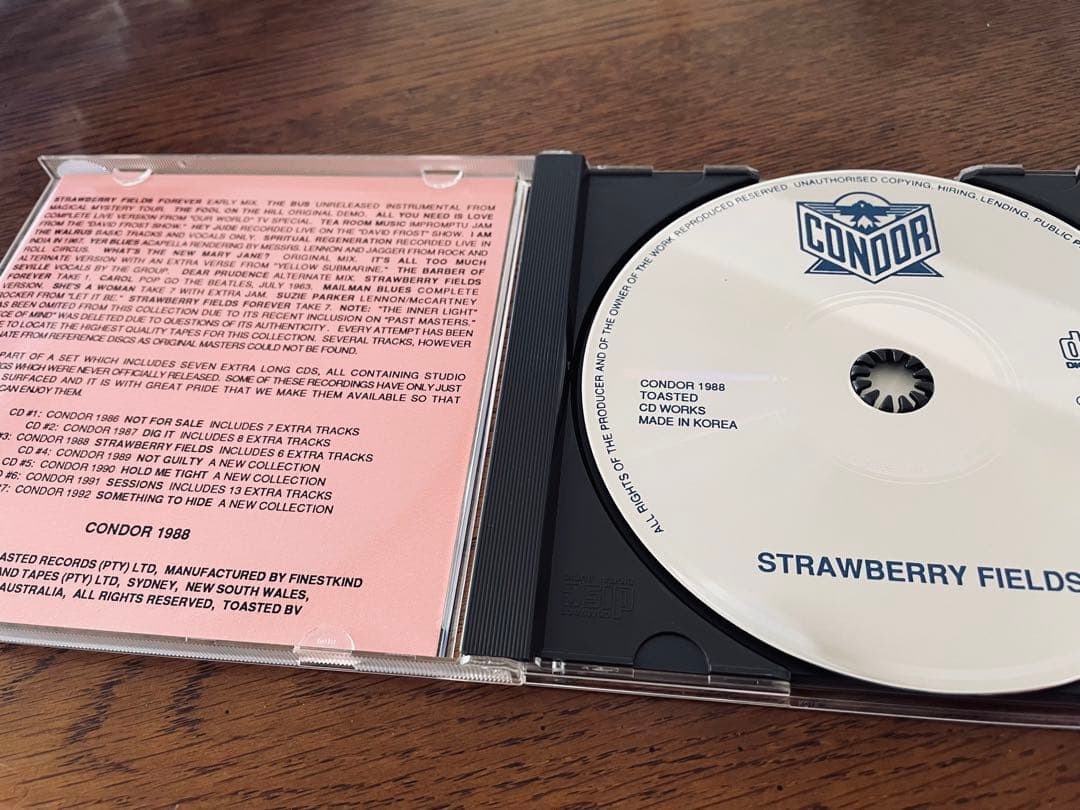 STRAWBERRY FIELDS FOREVER EARLY MIX. THE BUS UNRELEASED INSTRUMENTAL FROM
MAGICAL MYSTERY TOUR. THE FOOL ON THE HILL ORIGINAL DEMO. ALL YOU NEED IS LOVE
COMPLETE LIVE VERSION FROM "OUR WORLD" TV SPECIAL. TEA ROOM MUSIC IMPROMPTU JAM
FROM THE "DAVID FROST SHOW." HEY JUDE RECORDED LIVE ON THE "DAVID FROST" SHOW. I AM
THE WALRUS BASIC TRACKS AND VOCALS ONLY. SPIRITUAL REGENERATION RECORDED LIVE IN
INDIA IN 1967. YER BLUES ACAPELLA RENDERING BY MESSRS. LENNON AND JAGGER FROM ROCK AND
ROLL CIRCUS. WHAT'S THE NEW MARY JANE? ORIGINAL MIX. IT'S ALL TOO MUCH
ALTERNATE VERSION WITH AN EXTRA VERSE FROM "YELLOW SUBMARINE." THE BARBER OF
SEVILLE VOCALS BY THE GROUP. DEAR PRUDENCE ALTERNATE MIX. STRAWBERRY FIELDS
FOREVER TAKE 1. CAROL POP GO THE BEATLES, JULY 1963. MAILMAN BLUES COMPLETE
VERSION. SHE'S A WOMAN TAKE 7 WITH EXTRA JAM. SUZIE PARKER LENNON/McCARTNEY
ROCKER FROM "LET IT BE." STRAWBERRY FIELDS FOREVER TAKE 7. NOTE: "THE INNER LIGHT"
HAS BEEN OMITED FROM THIS COLLECTION DUE TO ITS RECENT INCLUSION ON "PAST MASTERS."
OF MIND" WAS DELETED DUE TO QUESTIONS OF ITS AUTHENTICITY. EVERY ATTEMPT HAS BEEN
TO LOCATE THE HIGHEST QUALITY TAPES FOR THIS COLLECTION. SEVERAL TRACKS, HOWEVER
FROM REFERENCE DISCS AS ORIGINAL MASTERS COULD NOT BE FOUND.
PART OF A SET WHICH INCLUDES SEVEN EXTRA LONG CDS, ALL CONTAINING STUDIO
WHICH WERE NEVER OFFICIALLY RELEASED. SOME OF THESE RECORDINGS HAVE ONLY JUST
SURFACED AND IT IS WITH GREAT PRIDE THAT WE MAKE THEM AVAILABLE SO THAT
CAN ENJOY THEM.
CD #1: CONDOR 1986 NOT FOR SALE INCLUDES 7 EXTRA TRACKS
CD #2: CONDOR 1987 DIG IT INCLUDES 8 EXTRA TRACKS
#3: CONDOR 1988 STRAWBERRY FIELDS INCLUDES 6 EXTRA TRACKS
CD #4: CONDOR 1989 NOT GUILTY A NEW COLLECTION
CD #5: CONDOR 1990 HOLD ME TIGHT A NEW COLLECTION
#6: CONDOR 1991 SESSIONS INCLUDES 13 EXTRA TRACKS
7: CONDOR 1992 SOMETHING TO HIDE A NEW COLLECTION
CONDOR 1988
ASTED RECORDS (PTY) LTD, MANUFACTURED BY FINESTKIND
AND TAPES (PTY) LTD, SYDNEY, NEW SOUTH WALES,
AUSTRALIA, ALL RIGHTS RESERVED, TOASTED BV
ALL RIGHTS OF THE PRODUCER AND OF THE OWNER OF THE WORK REPRODUCED RESERVED. UNAUTHORISED COPYING, HIRING, LENDING, PUBLIC
CONDOR
CONDOR 1988
TOASTED
CD WORKS
MADE IN KOREA
STRAWBERRY FIELDS